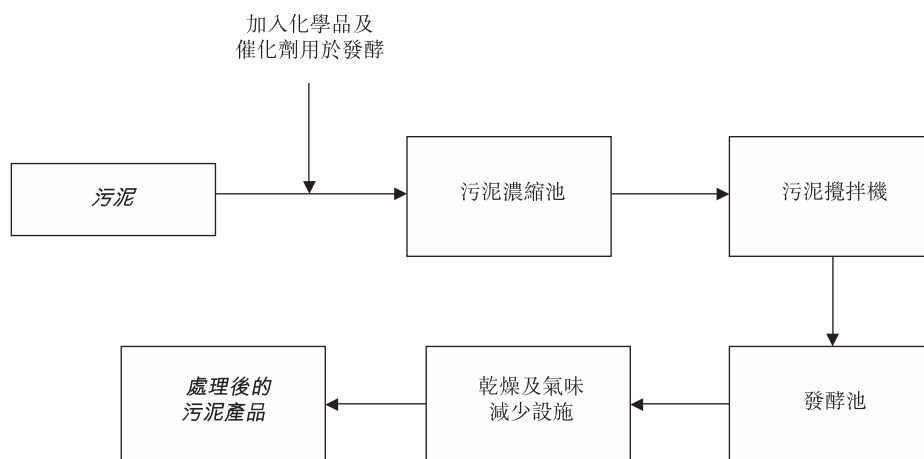 加入化學品及
催化劑用於發酵
污泥
污泥濃縮池
污泥攪拌機
發酵池
乾燥及氣味
減少設施
處理後的
污泥產品